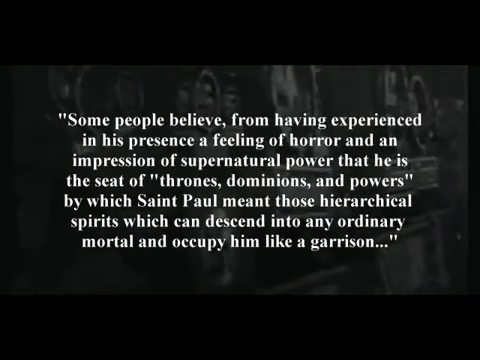 "Some people believe, from having experienced
in his presence a feeling of horror and an
impression of supernatural power that he is
the seat of "thrones, dominions, and powers"
by which Saint Paul meant those hierarchical
spirits which can descend into any ordinary
mortal and occupy him like a garrison..."